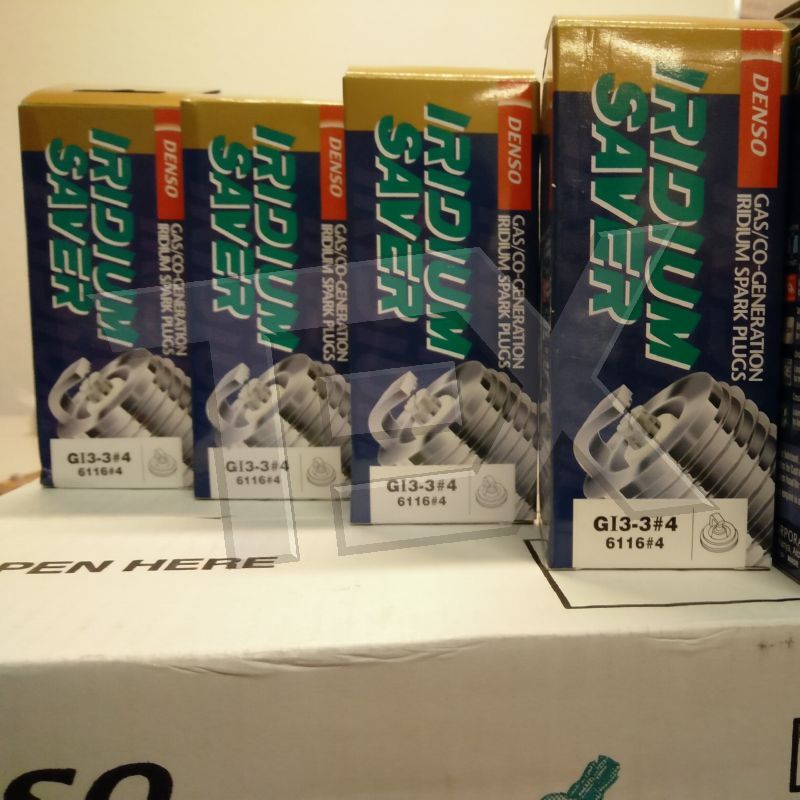 DENSO
IRIDIUM
SAVER
GAS/CO-GENERATION
IRIDIUM SPARK PLUGS
GI3-3#4
6116#4
DENSO
IRIDIUM
SAVER
GAS/CO-GENERATION
IRIDIUM SPARK PLUGS
GI3-3#4
6116#4
DENSO
IRIDIUM
SAVER
GAS/CO-GENERATION
IRIDIUM SPARK PLUGS
GI3-3#4
6116#4
DENSO
IRIDIUM
SAVER
GAS/CO-GENERATION
IRIDIUM SPARK PLUGS
GI3-3#4
6116#4
TEX
PEN HERE
SO